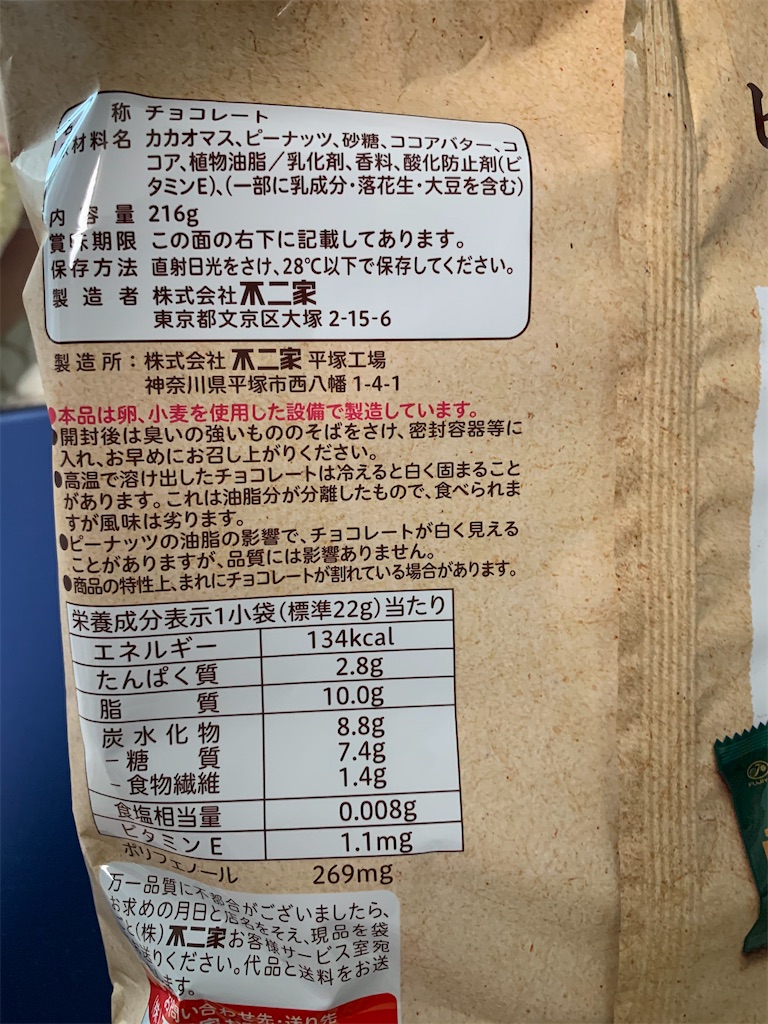 称 チョコレート
材料名 カカオマス、ピーナッツ、砂糖、ココアバター、コ
コア、植物油脂／乳化剤、香料、酸化防止剤(ビ
タミンE)、(一部に乳成分・落花生・大豆を含む)
内 容 量 216g
賞味期限 この面の右下に記載してあります。
保存方法 直射日光をさけ、28℃以下で保存してください。
製 造 者 株式会社不二家
東京都文京区大塚 2-15-6
製造所：株式会社 不二家 平塚工場
神奈川県平塚市西八幡 1-4-1
●本品は卵、小麦を使用した設備で製造しています。
●開封後は臭いの強いもののそばをさけ、密封容器等に
入れ、お早めにお召し上がりください。
●高温で溶け出したチョコレートは冷えると白く固まること
があります。これは油脂分が分離したもので、食べられま
すが風味は劣ります。
●ピーナッツの油脂の影響で、チョコレートが白く見える
ことがありますが、品質には影響ありません。
●商品の特性上、まれにチョコレートが割れている場合があります。
栄養成分表示1小袋(標準22g)当たり
エネルギー 134kcal
たんぱく質 2.8g
脂 質 10.0g
炭水化物 8.8g
-糖 質 7.4g
-食物繊維 1.4g
食塩相当量 0.008g
ビタミンE 1.1mg
ポリフェノール 269mg
万一品質に不都合がございましたら、
お求めの月日と店名をそえ、現品を袋
(株)不二家お客様サービス室宛
送りください。代品と送料をお送
ます。
い合わせ先・送り先